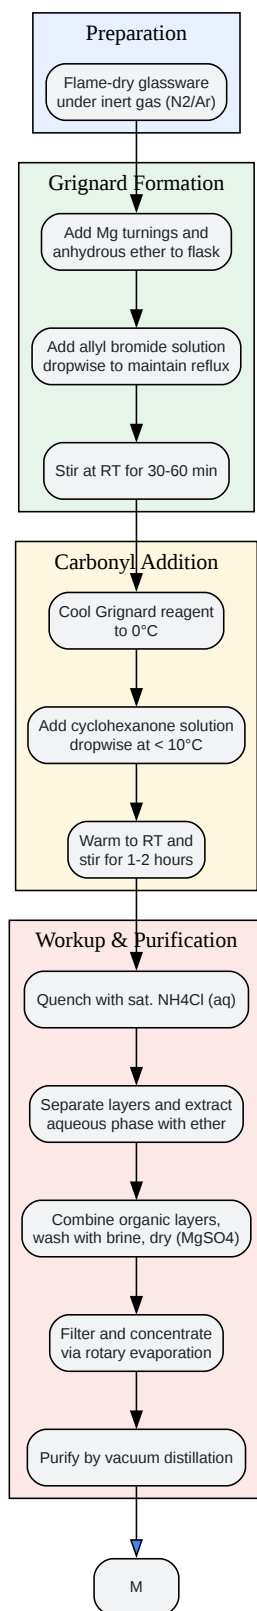 Preparation
Flame-dry glassware
under inert gas (N2/Ar)
Grignard Formation
Add Mg turnings and
anhydrous ether to flask
Add allyl bromide solution
dropwise to maintain reflux
Stir at RT for 30-60 min
Carbonyl Addition
Cool Grignard reagent
to 0°C
Add cyclohexanone solution
dropwise at < 10°C
Warm to RT and
stir for 1-2 hours
Workup & Purification
Quench with sat. NH4Cl (aq)
Separate layers and extract
aqueous phase with ether
Combine organic layers,
wash with brine, dry (MgSO4)
Filter and concentrate
via rotary evaporation
Purify by vacuum distillation
M